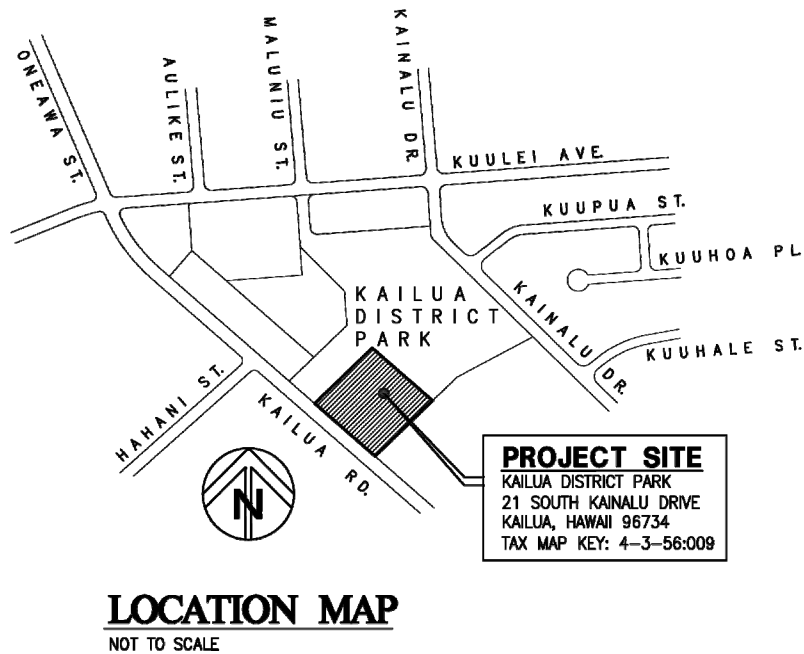 ONEAWA ST.
AULIKE ST.
MALUNIU ST.
KAINALU DR.
KUULEI AVE.
KUUPUA ST.
KUUHOA PL
KAILUA
DISTRICT
PARK
KAINALU DR.
KUUHALE ST.
HAHANI ST.
KAILUA RD.
N
PROJECT SITE
KAILUA DISTRICT PARK
21 SOUTH KAINALU DRIVE
KAILUA, HAWAII 96734
TAX MAP KEY: 4-3-56:009
LOCATION MAP
NOT TO SCALE